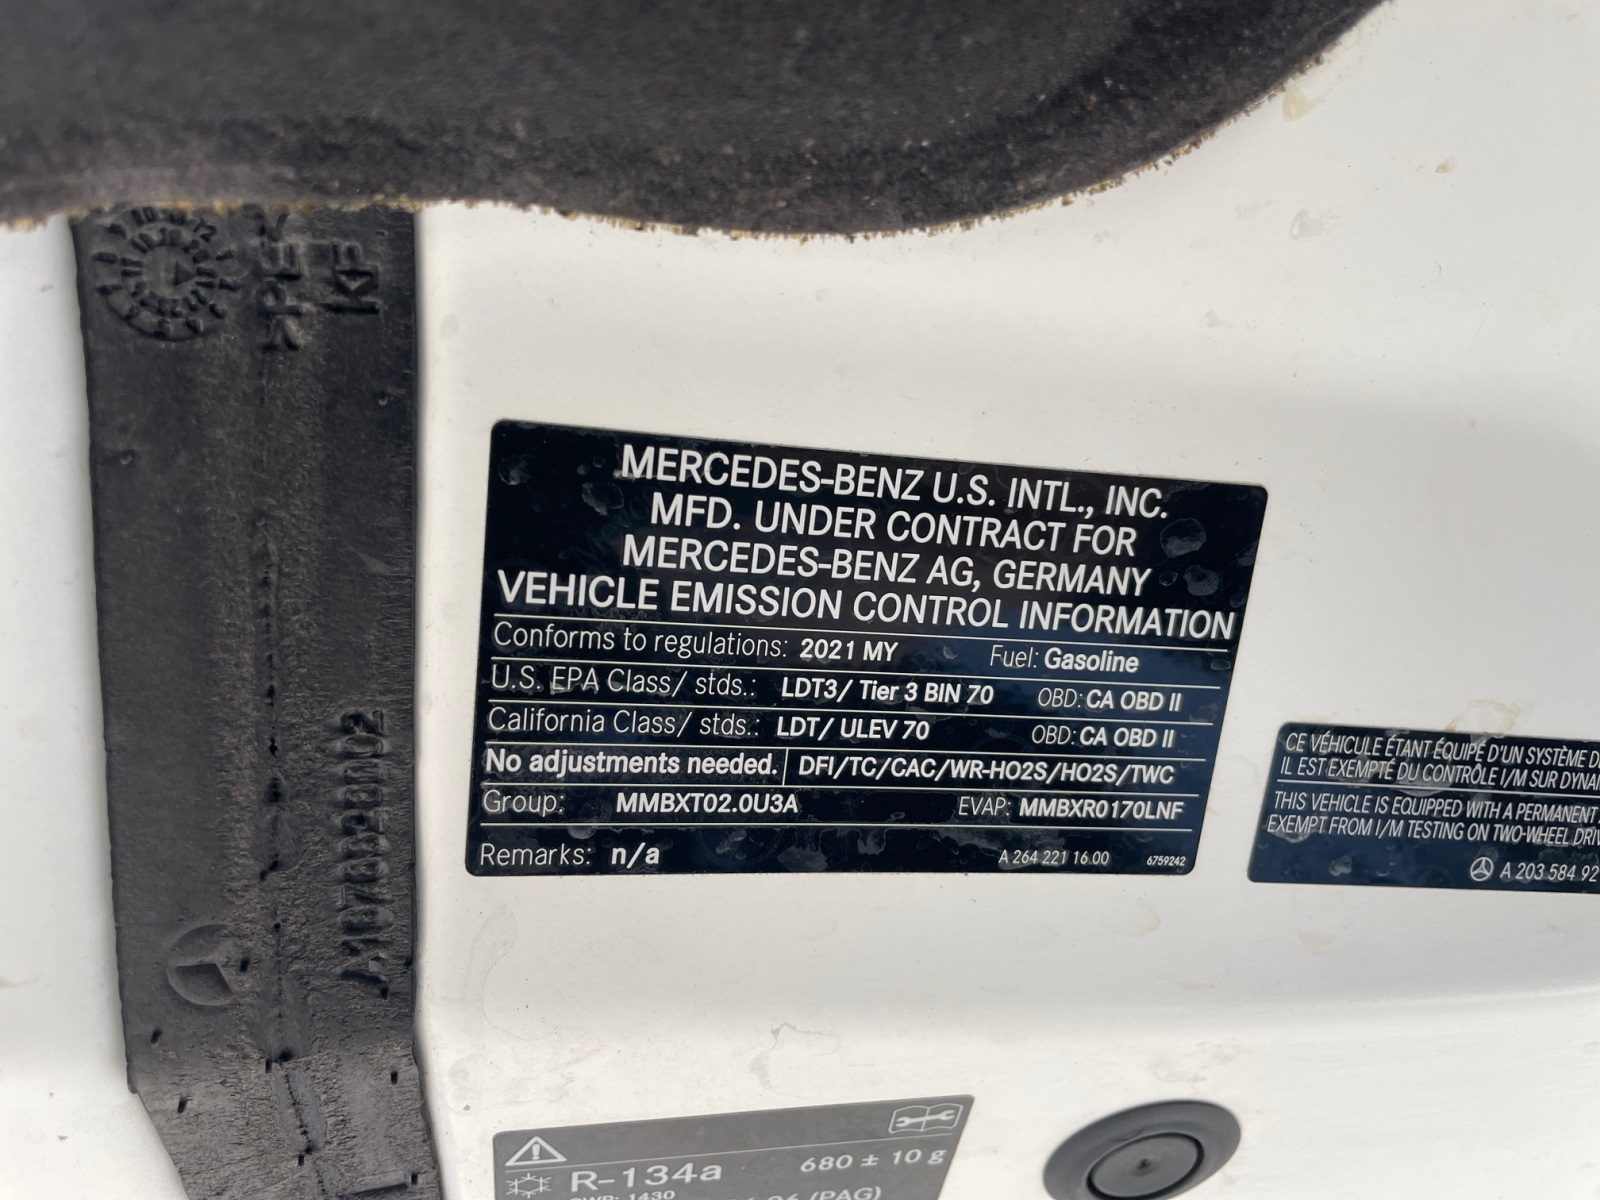 MERCEDES-BENZ U.S. INTL., INC.
MFD. UNDER CONTRACT FOR
MERCEDES-BENZ AG, GERMANY
VEHICLE EMISSION CONTROL INFORMATION
Conforms to regulations: 2021 MY Fuel: Gasoline
U.S. EPA Class/ stds.: LDT3/ Tier 3 BIN 70 OBD: CA OBD II
California Class/ stds.: LDT/ ULEV 70 OBD: CA OBD II
No adjustments needed. DFI/TC/CAC/WR-HO2S/HO2S/TWC
Group: MMBXT02.0U3A EVAP: MMBXR0170LNF
Remarks: n/a A 264 221 16 00 6759242
CE VÉHICULE ÉTANT ÉQUIPÉ D'UN SYSTÈME
IL EST EXEMPTÉ DU CONTRÔLE I/M SUR
THIS VEHICLE IS EQUIPPED WITH A PERMANENT
EXEMPT FROM I/M TESTING ON TWO-WHEEL
A 203 584 92
R-134a 680 ± 10 g
1430
(PAG)
KF